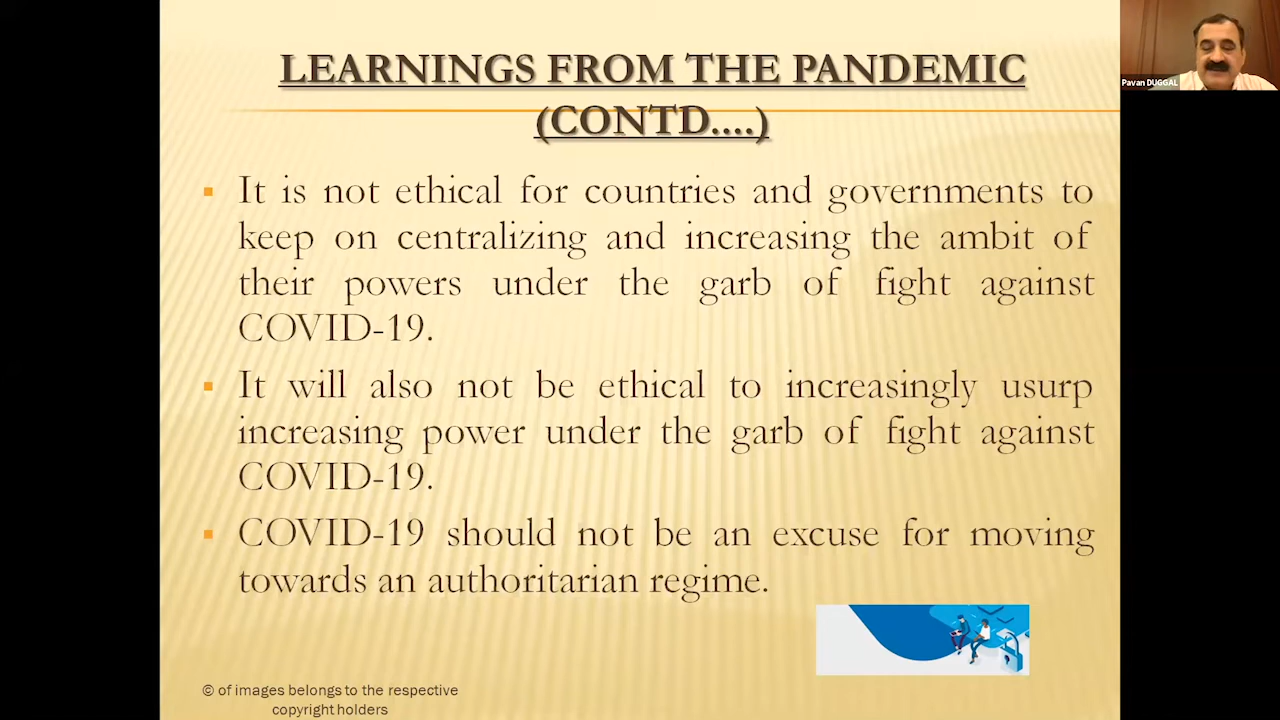 LEARNINGS FROM THE PANDEMIC
(CONTD....)
Pavan DUGGAL
▪ It is not ethical for countries and governments to
keep on centralizing and increasing the ambit of
their powers under the garb of fight against
COVID-19.
▪ It will also not be ethical to increasingly usurp
increasing power under the garb of fight against
COVID-19.
▪ COVID-19 should not be an excuse for moving
towards an authoritarian regime.
© of images belongs to the respective
copyright holders